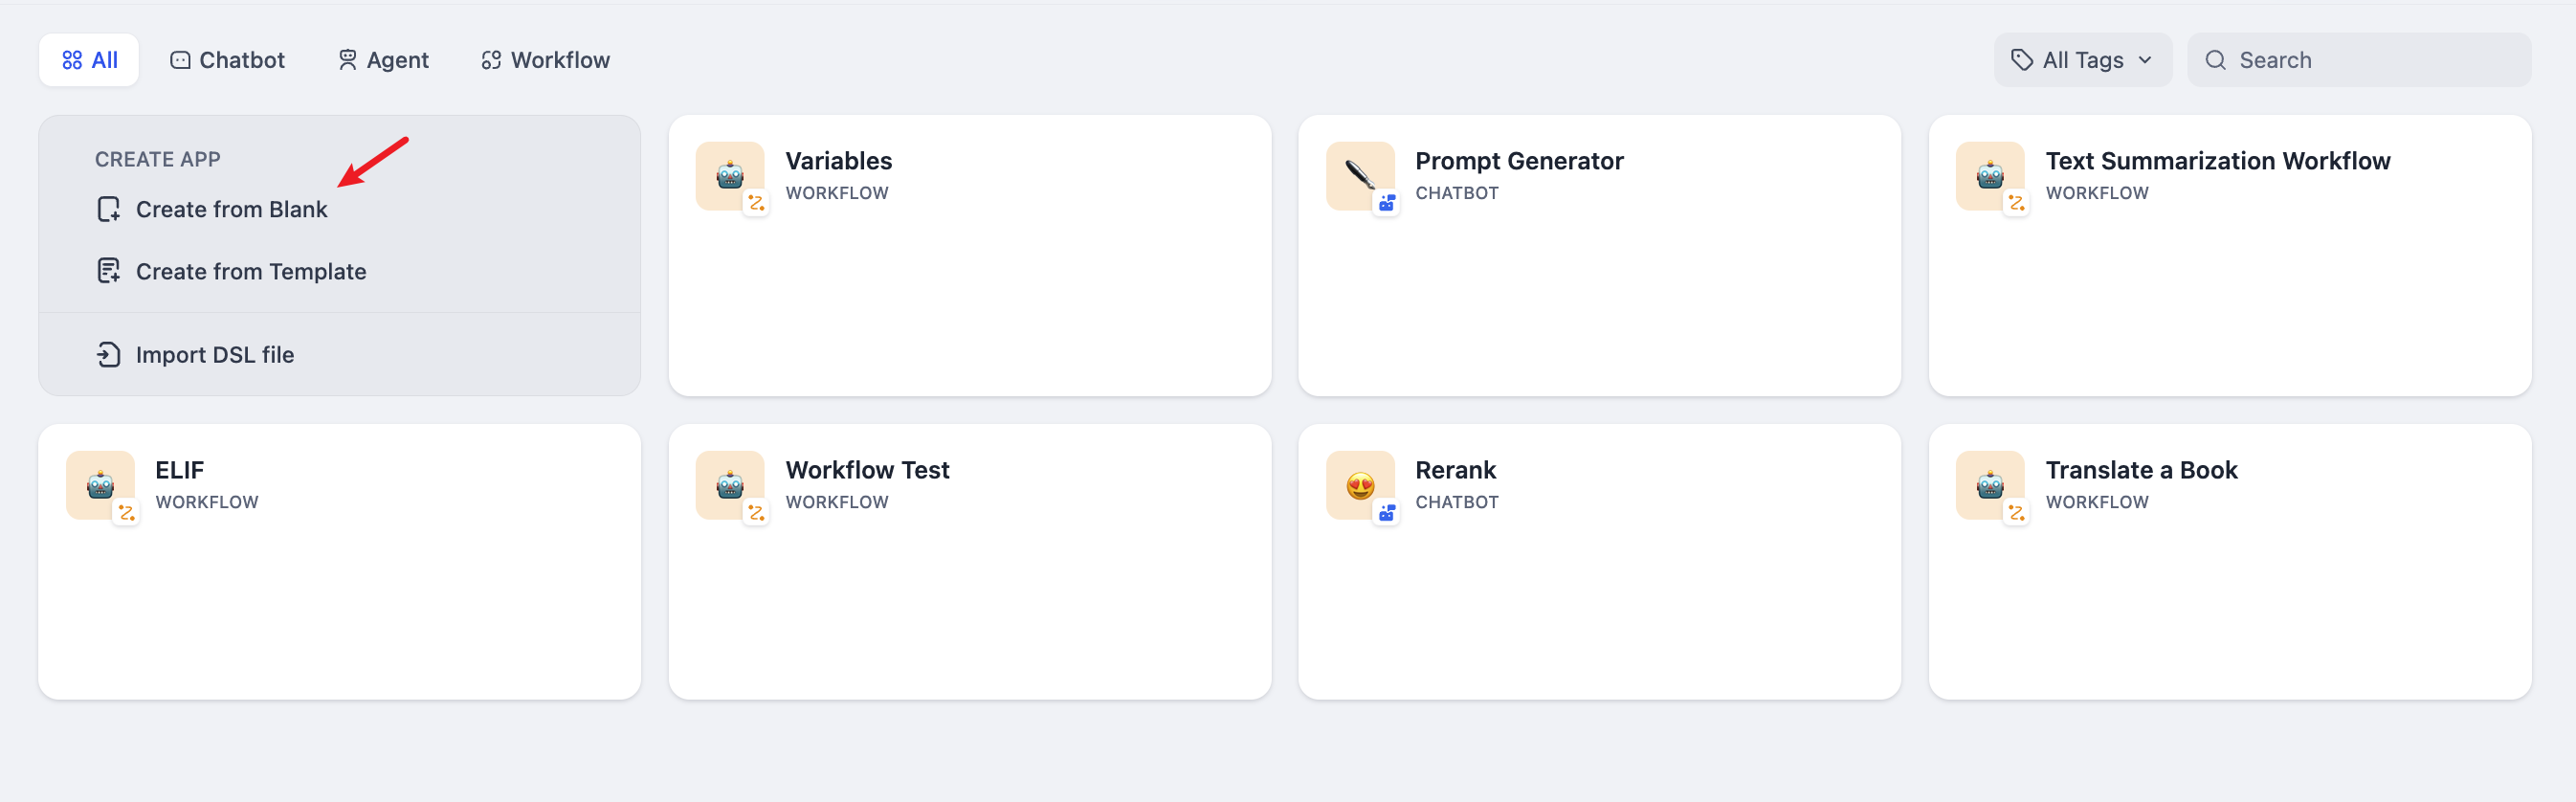 All
Chatbot
Agent
Workflow
All Tags
Search
CREATE APP
Create from Blank
Create from Template
Import DSL file
Variables
WORKFLOW
Prompt Generator
CHATBOT
Text Summarization Workflow
WORKFLOW
ELIF
WORKFLOW
Workflow Test
WORKFLOW
Rerank
CHATBOT
Translate a Book
WORKFLOW